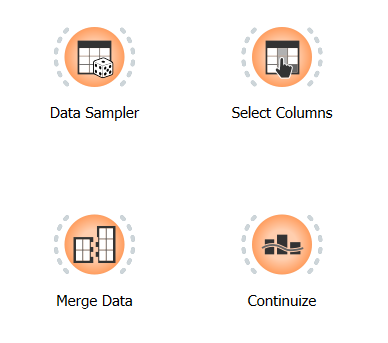 Data Sampler
Select Columns
Merge Data
Continuize